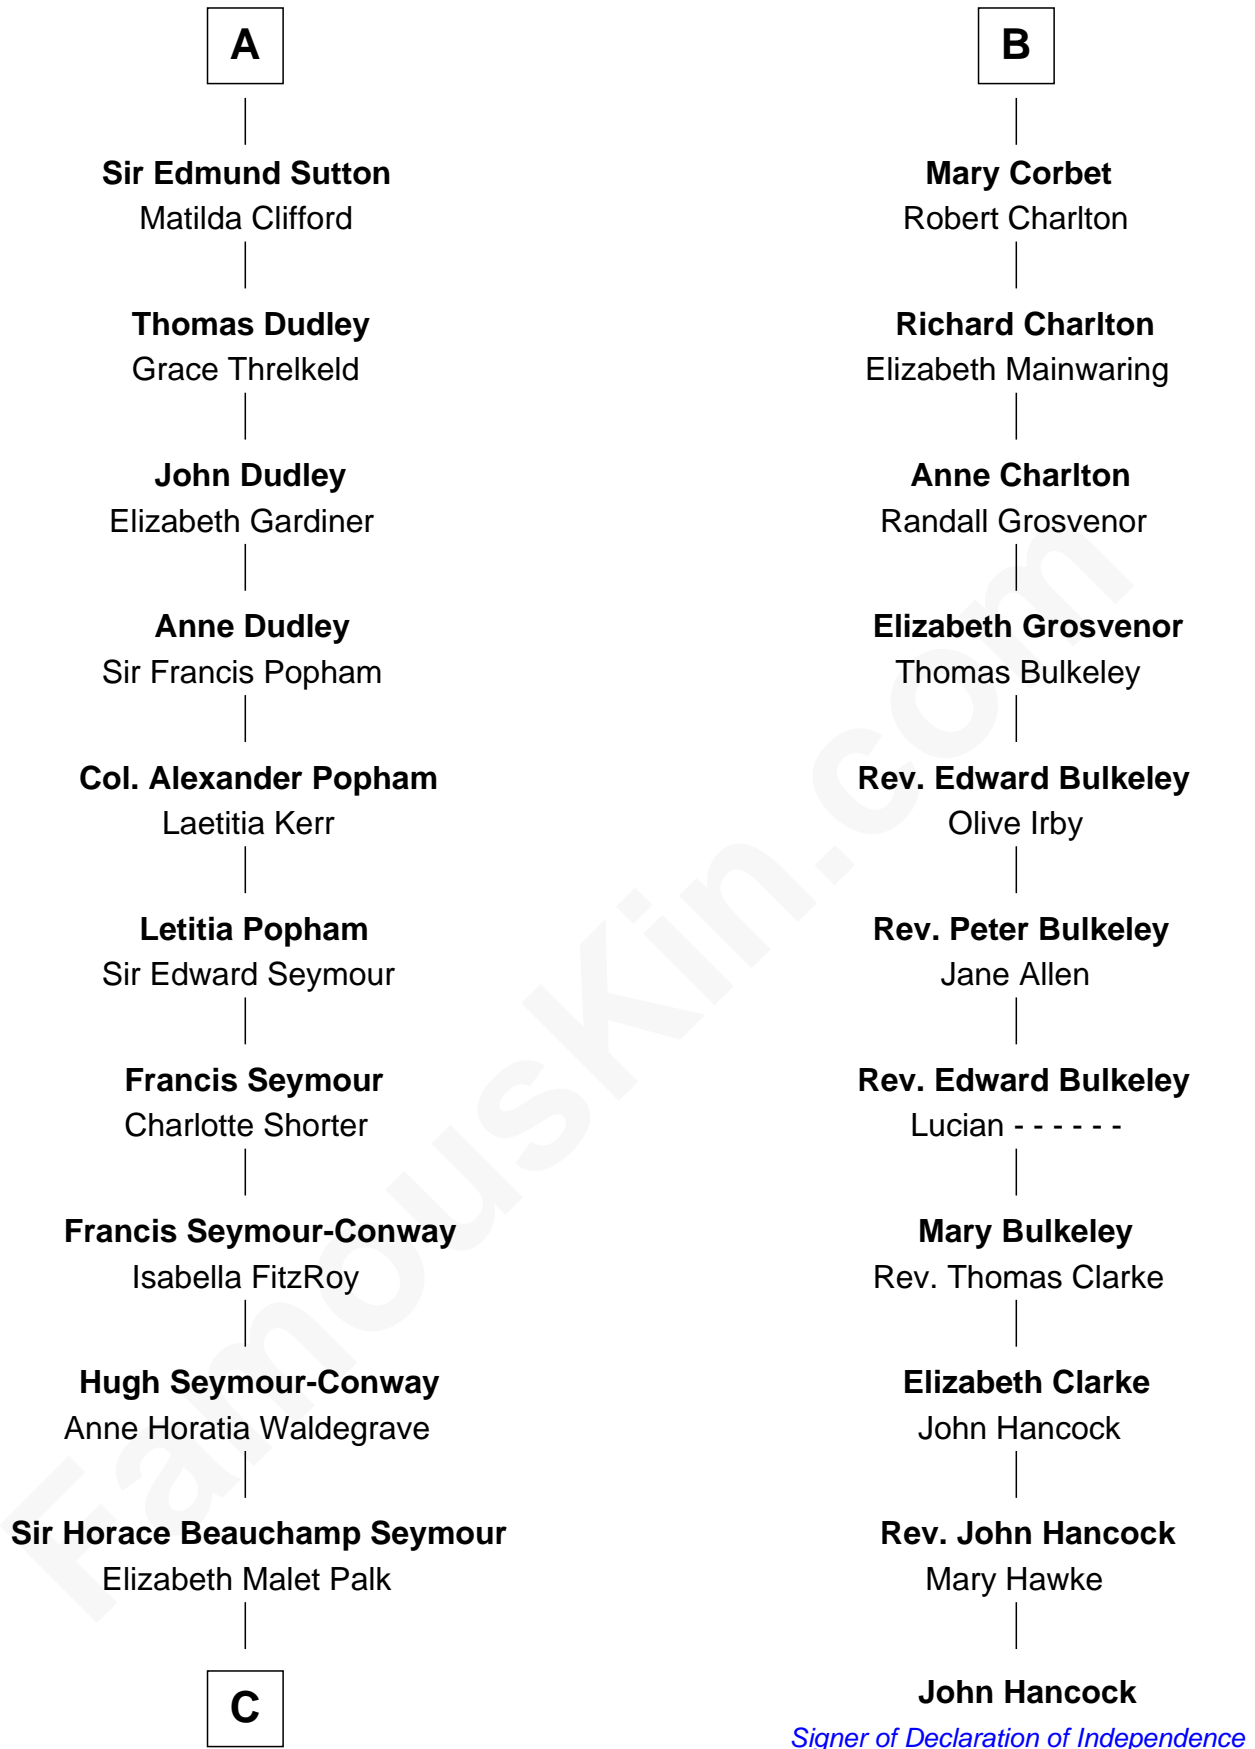 A
Sir Edmund Sutton
Matilda Clifford
Thomas Dudley
Grace Threlkeld
John Dudley
Elizabeth Gardiner
Anne Dudley
Sir Francis Popham
Col. Alexander Popham
Laetitia Kerr
Letitia Popham
Sir Edward Seymour
Francis Seymour
Charlotte Shorter
Francis Seymour-Conway
Isabella FitzRoy
Hugh Seymour-Conway
Anne Horatia Waldegrave
Sir Horace Beauchamp Seymour
Elizabeth Malet Palk
C
B
Mary Corbet
Robert Charlton
Richard Charlton
Elizabeth Mainwaring
Anne Charlton
Randall Grosvenor
Elizabeth Grosvenor
Thomas Bulkeley
Rev. Edward Bulkeley
Olive Irby
Rev. Peter Bulkeley
Jane Allen
Rev. Edward Bulkeley
Lucian - - - - - -
Mary Bulkeley
Rev. Thomas Clarke
Elizabeth Clarke
John Hancock
Rev. John Hancock
Mary Hawke
John Hancock
Signer of Declaration of Independence
FamousKin.com